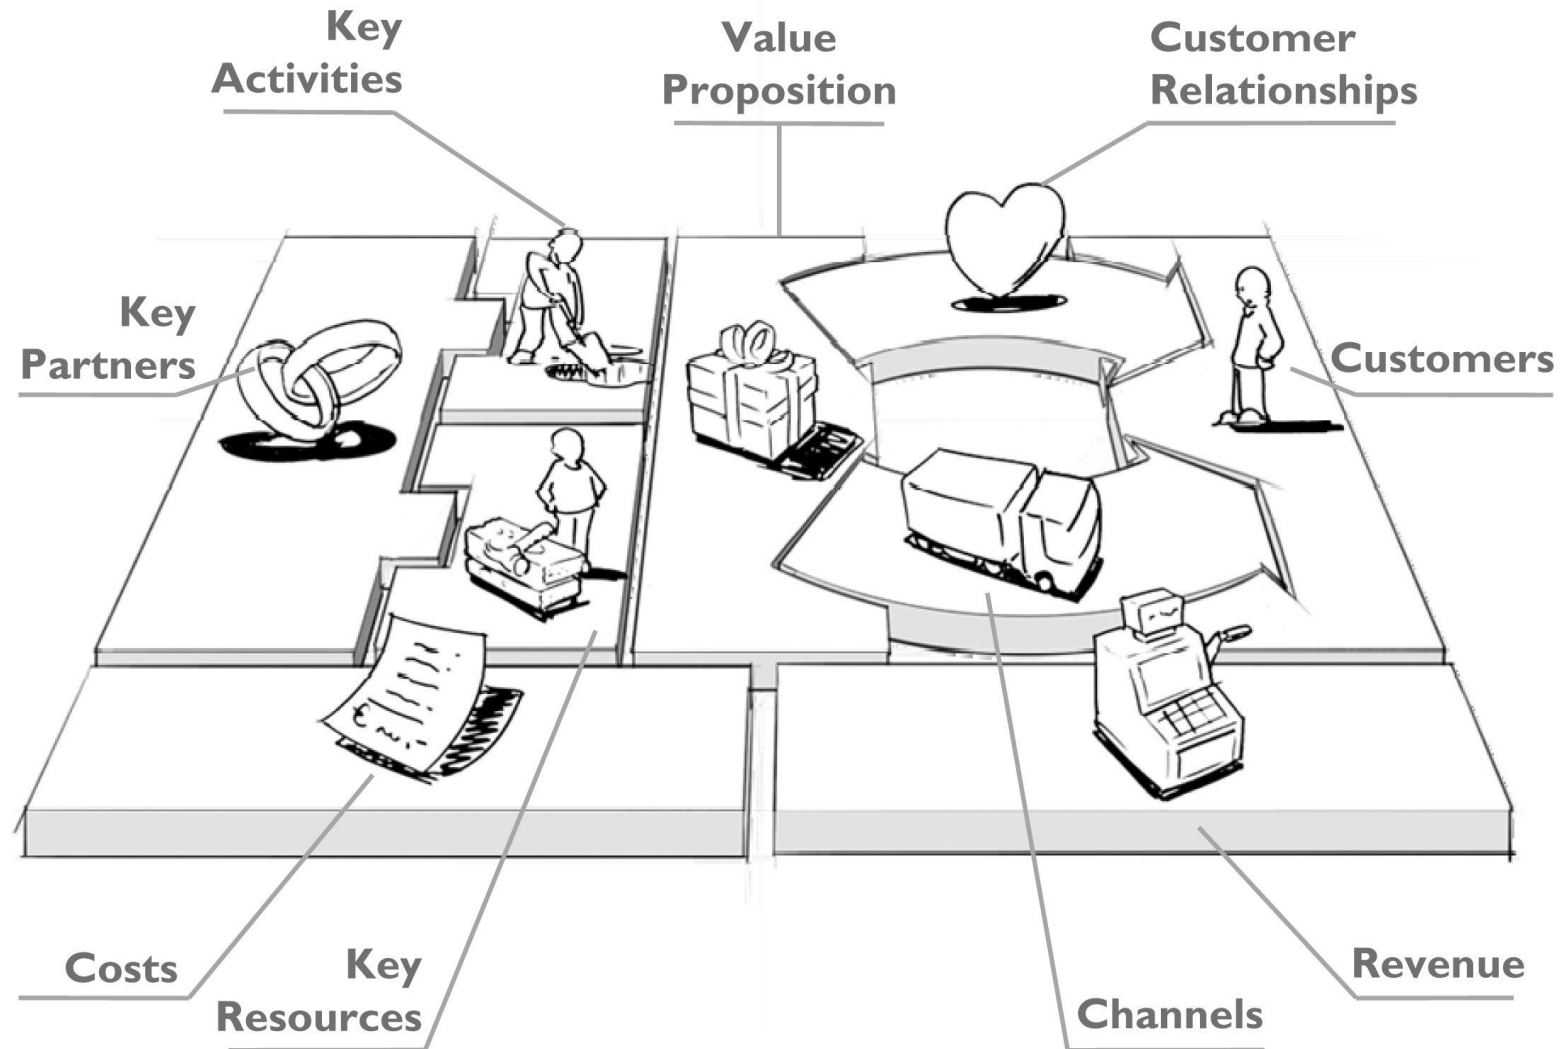 Key
Activities
Value
Proposition
Customer
Relationships
Key
Partners
Customers
Costs
Key
Resources
Channels
Revenue